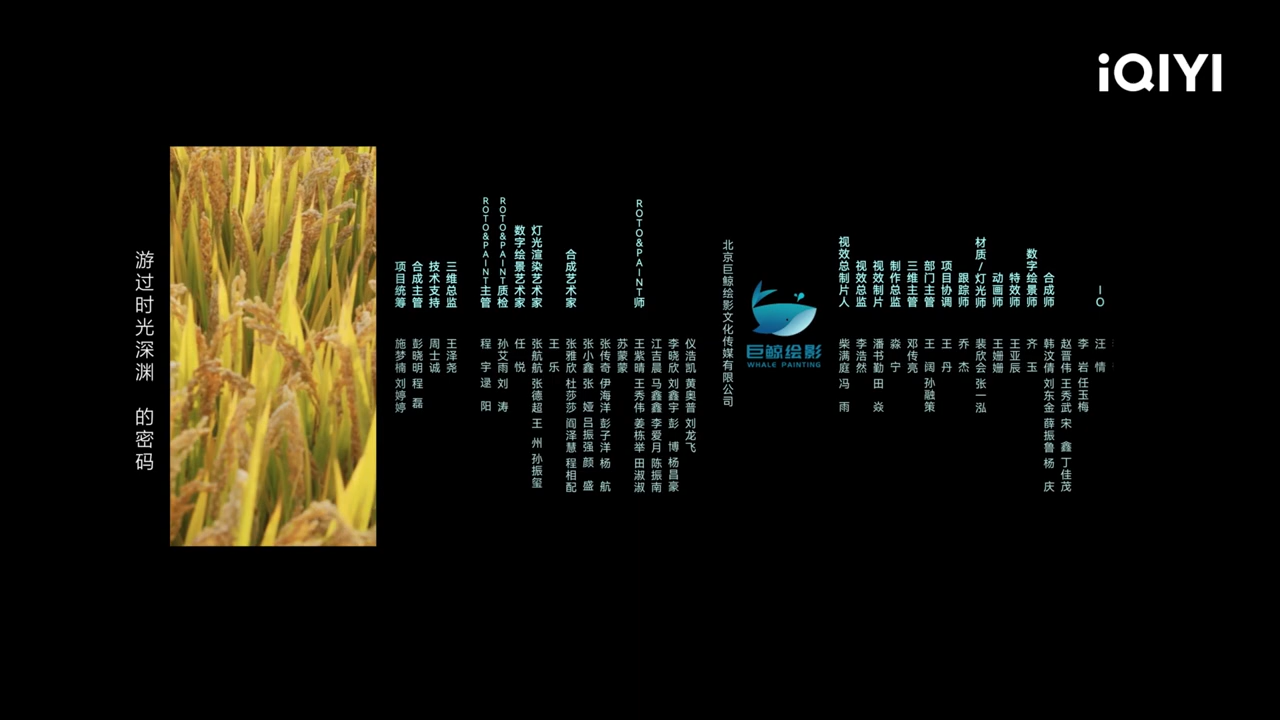 iQIYI
游过时光深渊 的密码
项目统筹
施梦楠 刘婷婷
合成主管
彭晓明 程 磊
技术支持
周士诚
三维总监
王泽尧
ROTO&PAINT主管
程 宇 逯 阳
ROTO&PAINT质检
孙艾雨 刘 涛
数字绘景艺术家
任 悦
灯光渲染艺术家
张航航 张德超 王 州 孙振玺
王 乐
合成艺术家
张雅欣 杜莎莎 阎泽慧 程相配
张小鑫 张 娅 吕振强 颜 盛
张传奇 伊海洋 彭子洋 杨 航
苏蒙蒙
ROTO&PAINT师
王紫晴 王秀伟 姜栋举 田淑淑
江吉晨 马鑫鑫 李爱月 陈振南
李晓欣 刘鑫宇 彭 博 杨昌豪
仪浩凯 黄奥普 刘龙飞
北京巨鲸绘影文化传媒有限公司
巨鲸绘影
WHALE PAINTING
视效总制片人
柴满庭 冯 雨
视效总监
李浩然
视效制片
潘书勤 田 焱
制作总监
淼 宁
三维主管
邓传亮
部门主管
王 阔 孙融策
项目协调
王 丹
跟踪师
乔 杰
材质/灯光师
裴欣会 张一泓
动画师
王姗姗
特效师
王亚辰
数字绘景师
齐 玉
合成师
韩汶倩 刘东金 薛振鲁 杨 庆
赵晋伟 王秀武 宋 鑫 丁佳茂
李 岩 任玉梅
IO
汪 情